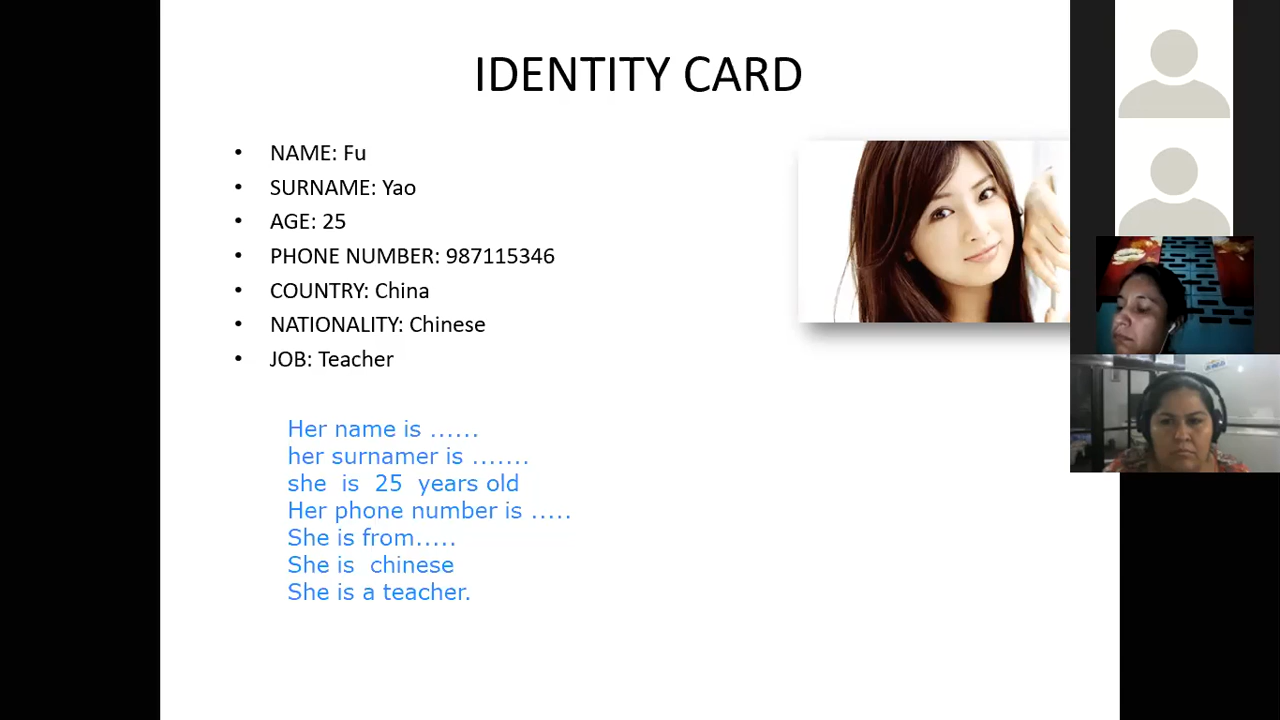 IDENTITY CARD
• NAME: Fu
• SURNAME: Yao
• AGE: 25
• PHONE NUMBER: 987115346
• COUNTRY: China
• NATIONALITY: Chinese
• JOB: Teacher
Her name is ......
her surnamer is .......
she is 25 years old
Her phone number is .....
She is from.....
She is chinese
She is a teacher.